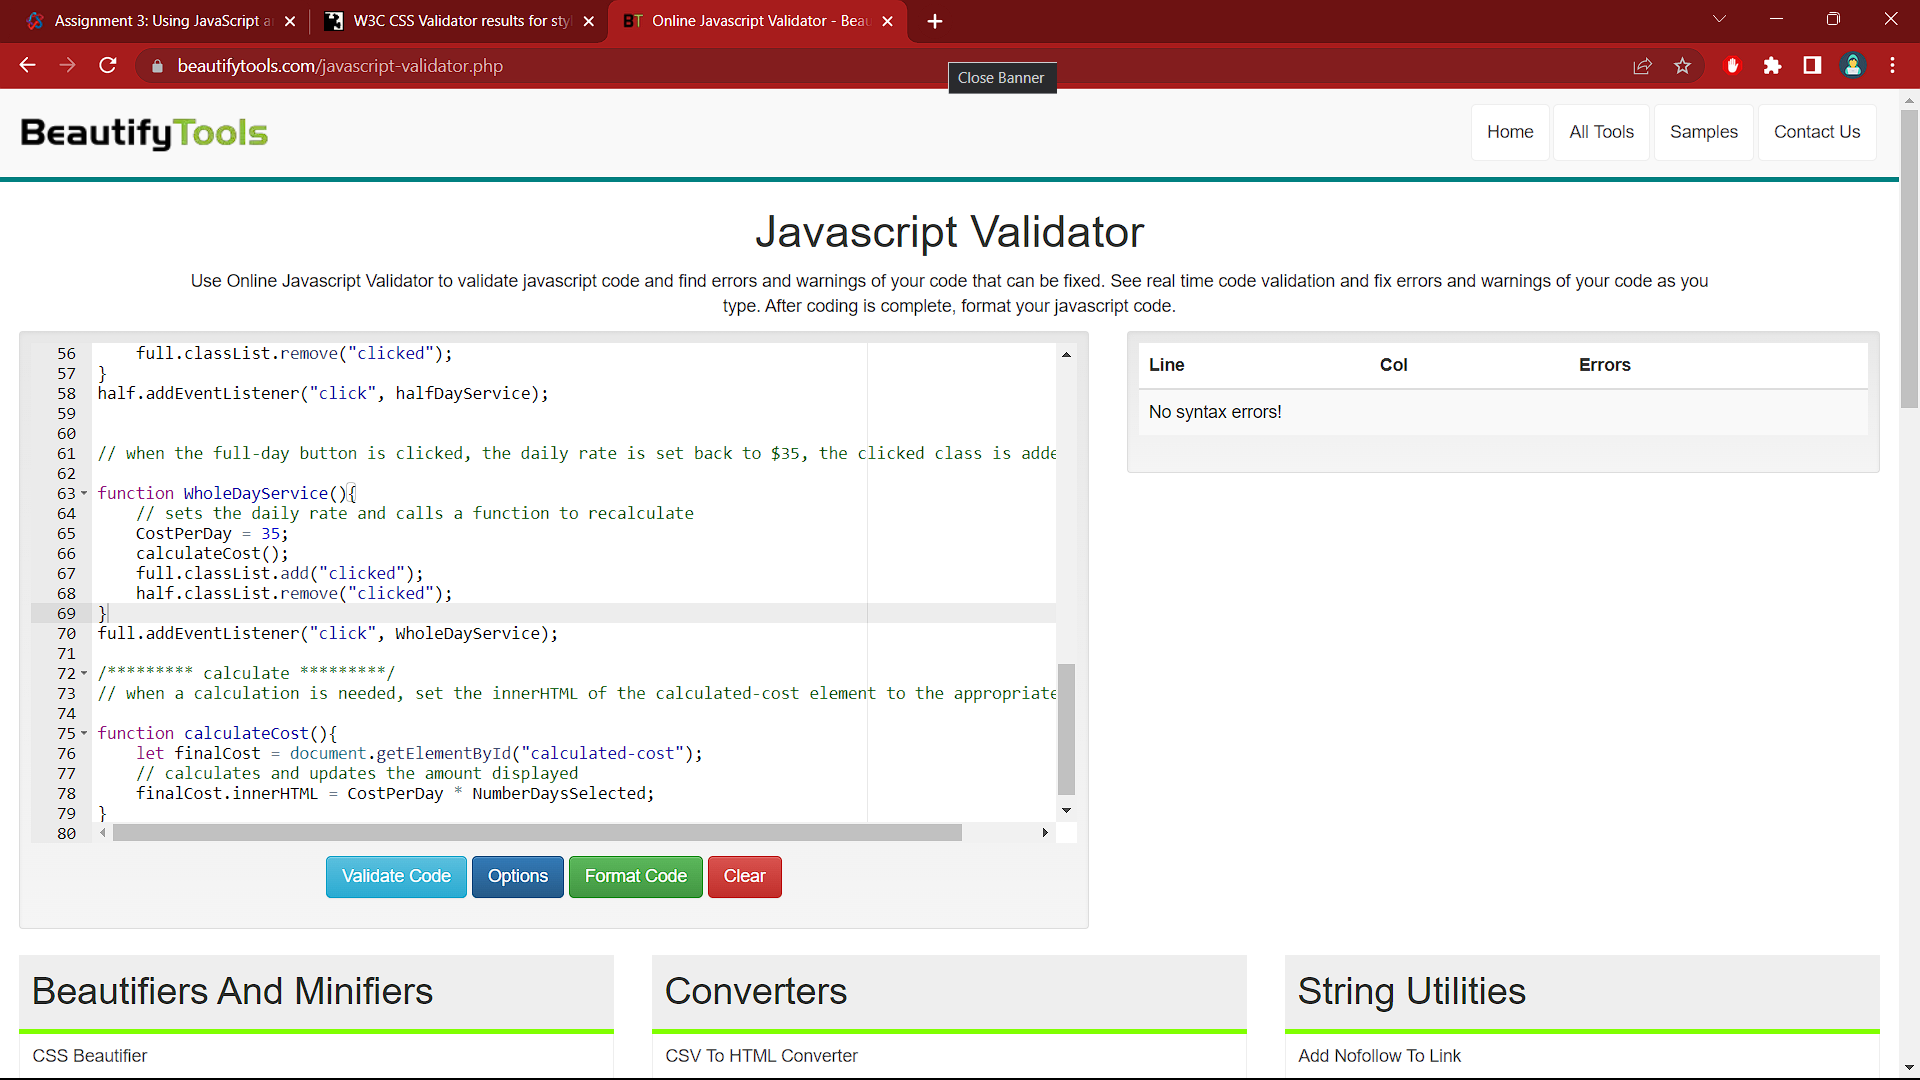 Assignment 3: Using JavaScript a
W3C CSS Validator results for sty
BT Online Javascript Validator - Beau
beautifytools.com/javascript-validator.php
Close Banner
BeautifyTools
Home
All Tools
Samples
Contact Us
Javascript Validator
Use Online Javascript Validator to validate javascript code and find errors and warnings of your code that can be fixed. See real time code validation and fix errors and warnings of your code as you
type. After coding is complete, format your javascript code.
56 full.classList.remove("clicked");
57 }
58 half.addEventListener("click", halfDayService);
59
60
61 // when the full-day button is clicked, the daily rate is set back to $35, the clicked class is adde
62
63 function WholeDayService(){
64 // sets the daily rate and calls a function to recalculate
65 CostPerDay = 35;
66 calculateCost();
67 full.classList.add("clicked");
68 half.classList.remove("clicked");
69 }
70 full.addEventListener("click", WholeDayService);
71
72 /********* calculate *********/
73 // when a calculation is needed, set the innerHTML of the calculated-cost element to the appropriate
74
75 function calculateCost(){
76 let finalCost = document.getElementById("calculated-cost");
77 // calculates and updates the amount displayed
78 finalCost.innerHTML = CostPerDay * NumberDaysSelected;
79 }
80
Line Col Errors
No syntax errors!
Validate Code
Options
Format Code
Clear
Beautifiers And Minifiers
CSS Beautifier
Converters
CSV To HTML Converter
String Utilities
Add Nofollow To Link